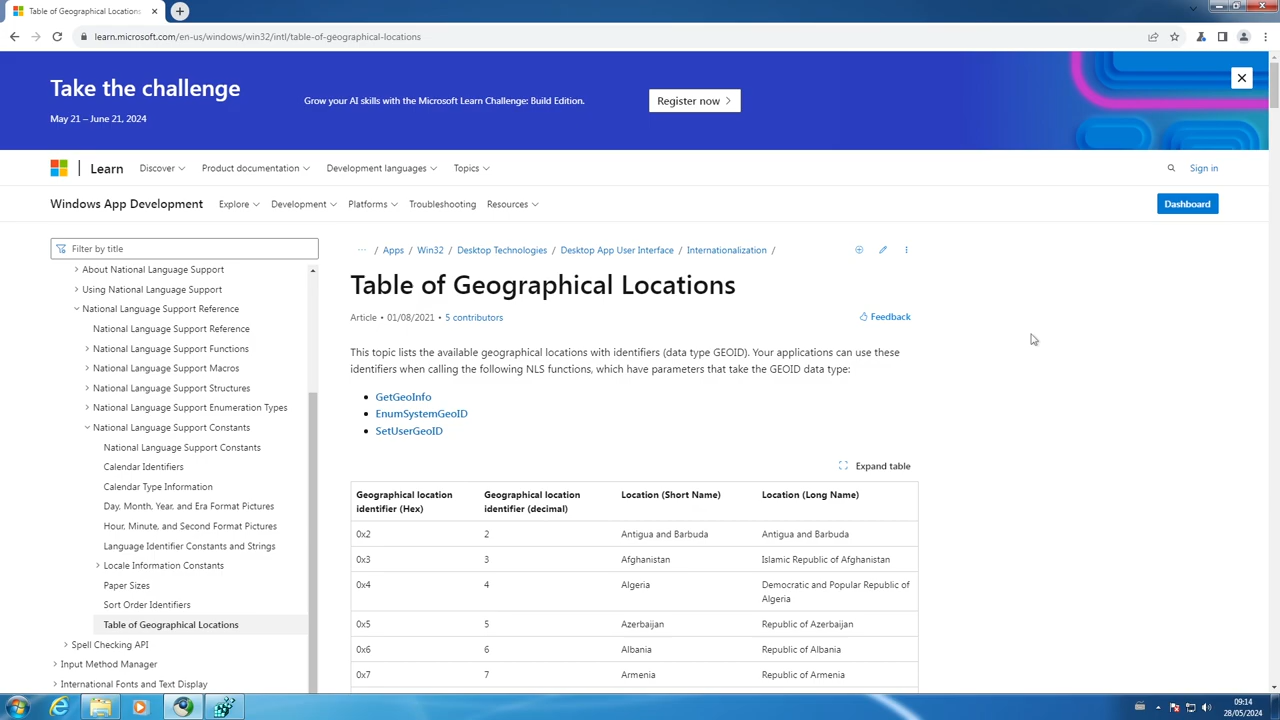 Table of Geographical Locations
learn.microsoft.com/en-us/windows/win32/intl/table-of-geographical-locations
Take the challenge
May 21 – June 21, 2024
Grow your AI skills with the Microsoft Learn Challenge: Build Edition.
Register now
Learn
Discover
Product documentation
Development languages
Topics
Sign in
Windows App Development
Explore
Development
Platforms
Troubleshooting
Resources
Dashboard
Filter by title
About National Language Support
Using National Language Support
National Language Support Reference
National Language Support Reference
National Language Support Functions
National Language Support Macros
National Language Support Structures
National Language Support Enumeration Types
National Language Support Constants
National Language Support Constants
Calendar Identifiers
Calendar Type Information
Day, Month, Year, and Era Format Pictures
Hour, Minute, and Second Format Pictures
Language Identifier Constants and Strings
Locale Information Constants
Paper Sizes
Sort Order Identifiers
Table of Geographical Locations
Spell Checking API
Input Method Manager
International Fonts and Text Display
··· / Apps / Win32 / Desktop Technologies / Desktop App User Interface / Internationalization /
Table of Geographical Locations
Article • 01/08/2021 • 5 contributors
Feedback
This topic lists the available geographical locations with identifiers (data type GEOID). Your applications can use these
identifiers when calling the following NLS functions, which have parameters that take the GEOID data type:
• GetGeoInfo
• EnumSystemGeoID
• SetUserGeoID
Expand table
Geographical location identifier (Hex) Geographical location identifier (decimal) Location (Short Name) Location (Long Name)
0x2 2 Antigua and Barbuda Antigua and Barbuda
0x3 3 Afghanistan Islamic Republic of Afghanistan
0x4 4 Algeria Democratic and Popular Republic of
Algeria
0x5 5 Azerbaijan Republic of Azerbaijan
0x6 6 Albania Republic of Albania
0x7 7 Armenia Republic of Armenia
09:14
28/05/2024